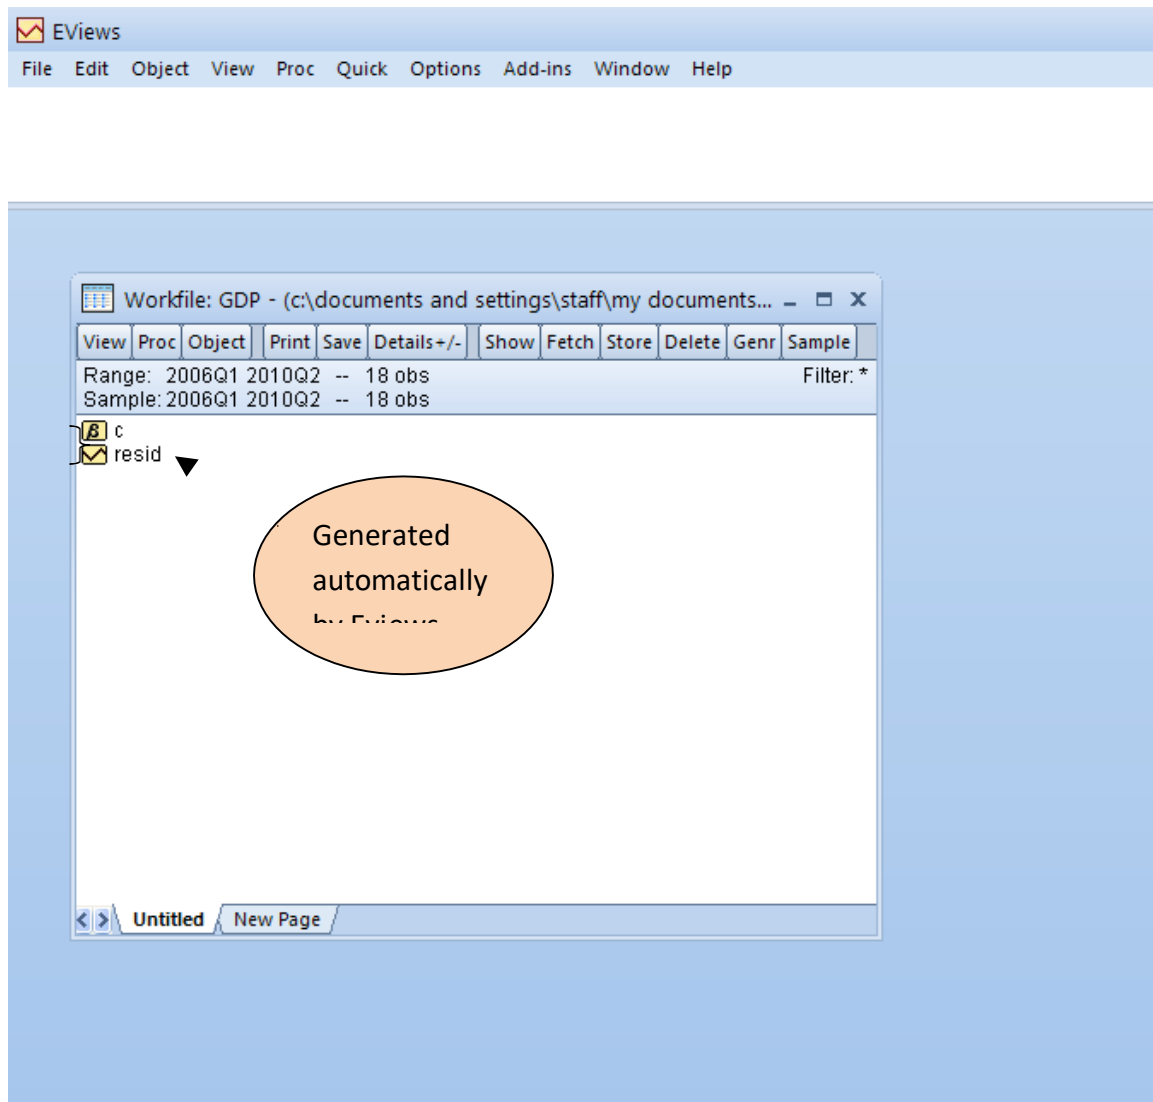 EViews
File Edit Object View Proc Quick Options Add-ins Window Help
Workfile: GDP - (c:\documents and settings\staff\my documents...
View Proc Object Print Save Details+/- Show Fetch Store Delete Genr Sample
Range: 2006Q1 2010Q2 -- 18 obs Filter: *
Sample: 2006Q1 2010Q2 -- 18 obs
β c
resid
Generated
automatically
by Eviews
Untitled New Page